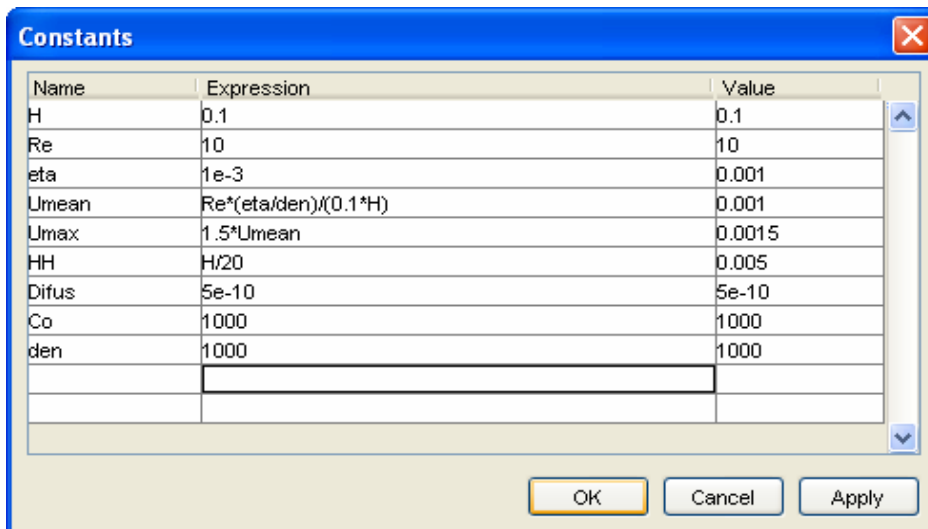 Constants
Name Expression Value
H 0.1 0.1
Re 10 10
eta 1e-3 0.001
Umean Re*(eta/den)/(0.1*H) 0.001
Umax 1.5*Umean 0.0015
HH H/20 0.005
Difus 5e-10 5e-10
Co 1000 1000
den 1000 1000
OK Cancel Apply